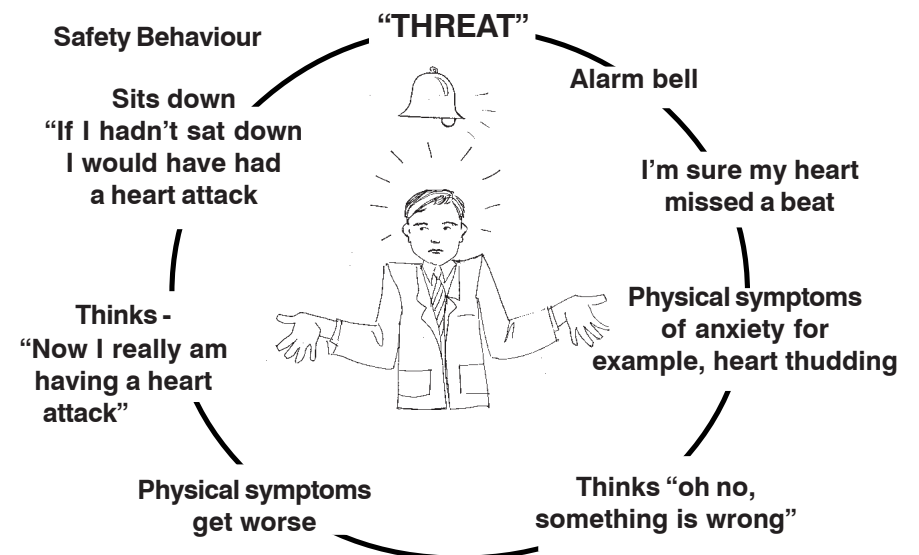 “THREAT”
Alarm bell
I’m sure my heart
missed a beat
Physical symptoms
of anxiety for
example, heart thudding
Thinks “oh no,
something is wrong”
Physical symptoms
get worse
Thinks -
“Now I really am
having a heart
attack”
Safety Behaviour
Sits down
“If I hadn’t sat down
I would have had
a heart attack